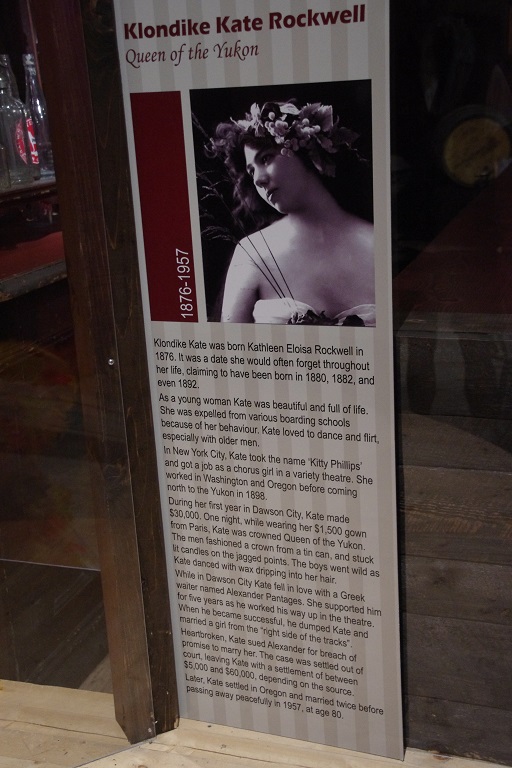 Klondike Kate Rockwell
Queen of the Yukon
1876-1957
Klondike Kate was born Kathleen Eloisa Rockwell in
1876. It was a date she would often forget throughout
her life, claiming to have been born in 1880, 1882, and
even 1892.
As a young woman Kate was beautiful and full of life.
She was expelled from various boarding schools
because of her behaviour. Kate loved to dance and flirt,
especially with older men.
In New York City, Kate took the name 'Kitty Phillips'
and got a job as a chorus girl in a variety theatre. She
worked in Washington and Oregon before coming
north to the Yukon in 1898.
During her first year in Dawson City, Kate made
$30,000. One night, while wearing her $1,500 gown
from Paris, Kate was crowned Queen of the Yukon.
The men fashioned a crown from a tin can, and stuck
lit candles on the jagged points. The boys went wild as
Kate danced with wax dripping into her hair.
While in Dawson City Kate fell in love with a Greek
waiter named Alexander Pantages. She supported him
for five years as he worked his way up in the theatre.
When he became successful, he dumped Kate and
married a girl from the "right side of the tracks".
Heartbroken, Kate sued Alexander for breach of
promise to marry her. The case was settled out of
court, leaving Kate with a settlement of between
$5,000 and $60,000, depending on the source.
Later, Kate settled in Oregon and married twice before
passing away peacefully in 1957, at age 80.